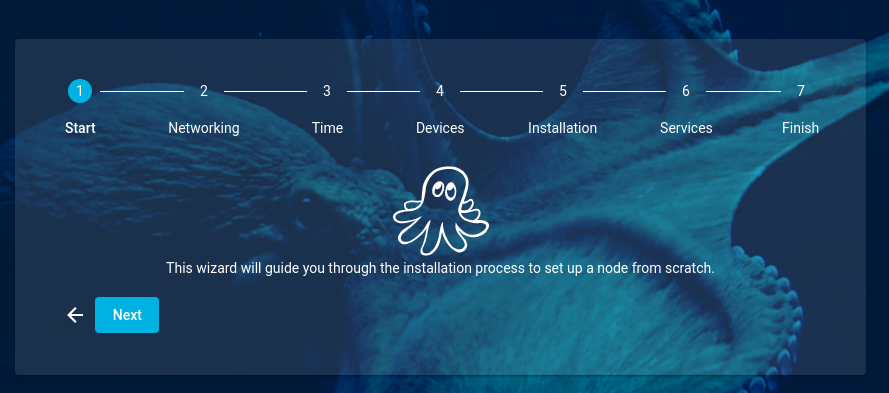 1 2 3 4 5 6 7
Start Networking Time Devices Installation Services Finish
This wizard will guide you through the installation process to set up a node from scratch.
Next